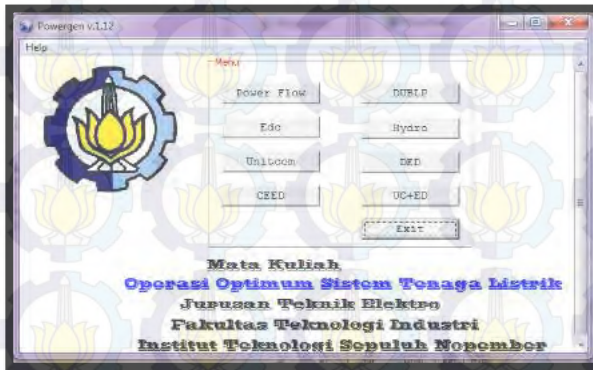 Powergen v.1.12
Help
Menu
Power Flow
DUBLP
Edc
Hydro
Unitcom
DED
CEED
UC+ED
Exit
Mata Kuliah
Operasi Optimum Sistem Tenaga Listrik
Jurusan Teknik Elektro
Fakultas Teknologi Industri
Institut Teknologi Sepuluh Nopember